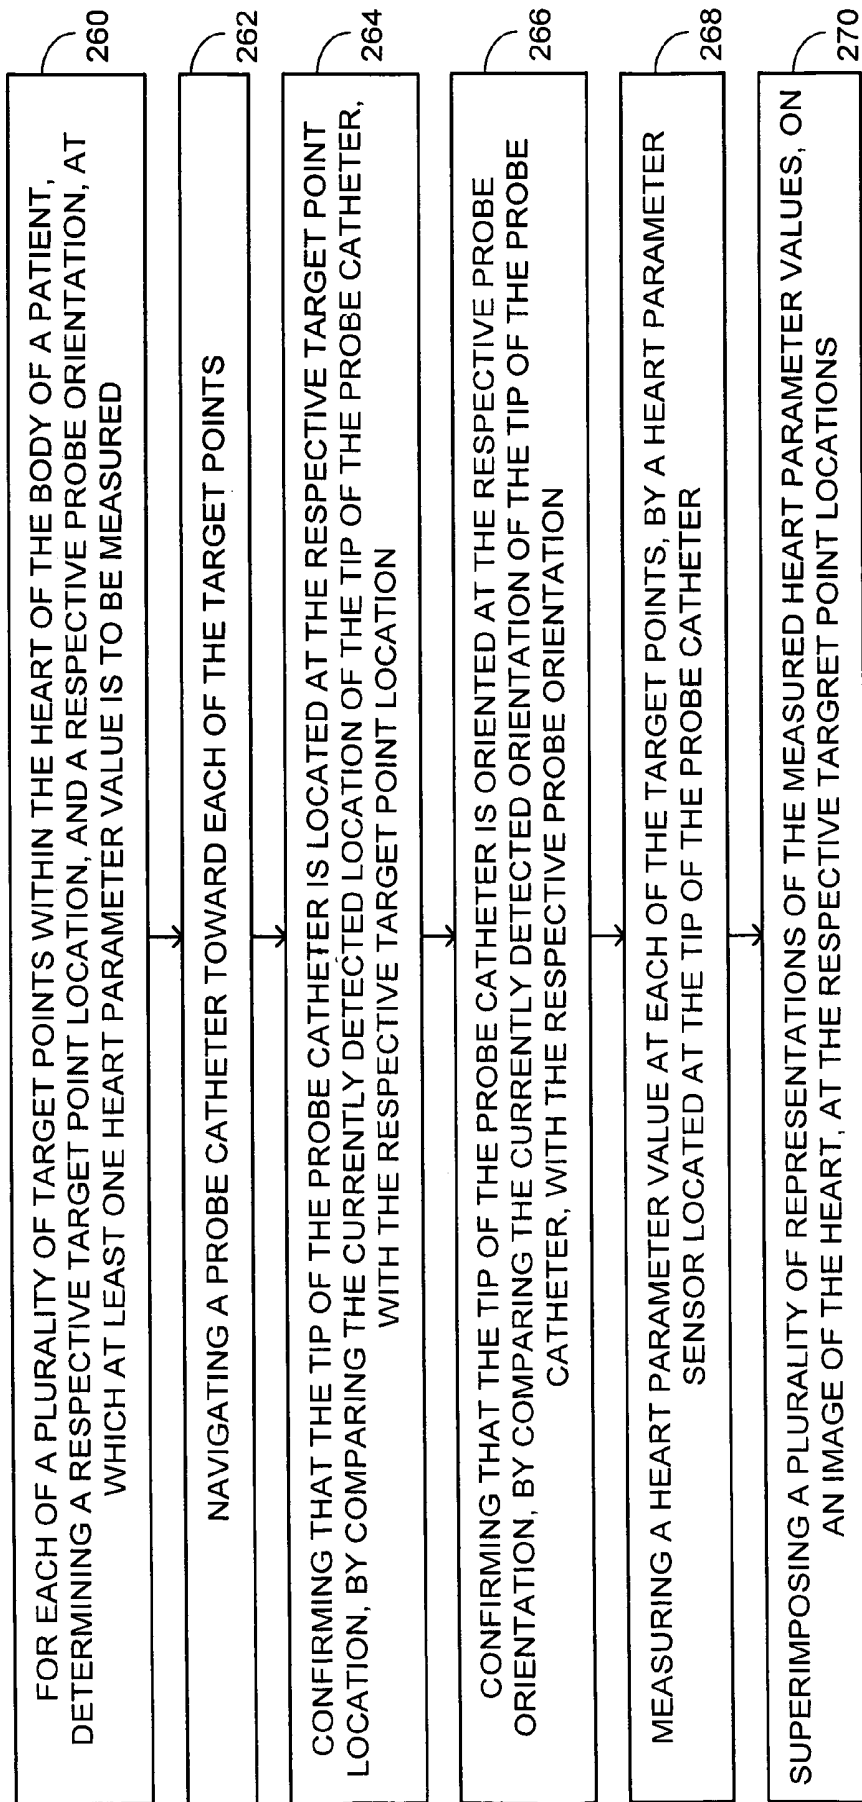 FOR EACH OF A PLURALITY OF TARGET POINTS WITHIN THE HEART OF THE BODY OF A PATIENT,
DETERMINING A RESPECTIVE TARGET POINT LOCATION, AND A RESPECTIVE PROBE ORIENTATION, AT
WHICH AT LEAST ONE HEART PARAMETER VALUE IS TO BE MEASURED
260
NAVIGATING A PROBE CATHETER TOWARD EACH OF THE TARGET POINTS
262
CONFIRMING THAT THE TIP OF THE PROBE CATHETER IS LOCATED AT THE RESPECTIVE TARGET POINT
LOCATION, BY COMPARING THE CURRENTLY DETECTED LOCATION OF THE TIP OF THE PROBE CATHETER,
WITH THE RESPECTIVE TARGET POINT LOCATION
264
CONFIRMING THAT THE TIP OF THE PROBE CATHETER IS ORIENTED AT THE RESPECTIVE PROBE
ORIENTATION, BY COMPARING THE CURRENTLY DETECTED ORIENTATION OF THE TIP OF THE PROBE
CATHETER, WITH THE RESPECTIVE PROBE ORIENTATION
266
MEASURING A HEART PARAMETER VALUE AT EACH OF THE TARGET POINTS, BY A HEART PARAMETER
SENSOR LOCATED AT THE TIP OF THE PROBE CATHETER
268
SUPERIMPOSING A PLURALITY OF REPRESENTATIONS OF THE MEASURED HEART PARAMETER VALUES, ON
AN IMAGE OF THE HEART, AT THE RESPECTIVE TARGRET POINT LOCATIONS
270